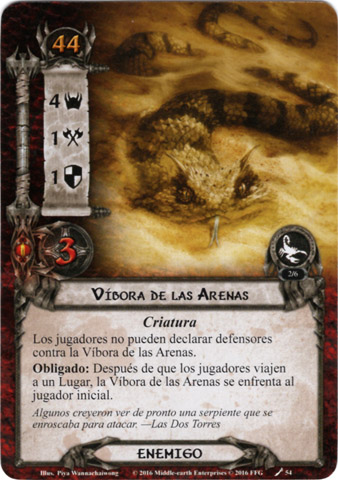 44
4
1
1
3
2/6
Víbora de las Arenas
Criatura
Los jugadores no pueden declarar defensores
contra la Víbora de las Arenas.
Obligado: Después de que los jugadores viajen
a un Lugar, la Víbora de las Arenas se enfrenta al
jugador inicial.
Algunos creyeron ver de pronto una serpiente que se
enroscaba para atacar. —Las Dos Torres
ENEMIGO
Illus. Piya Wannachaiwong © 2016 Middle-earth Enterprises © 2016 FFG 54